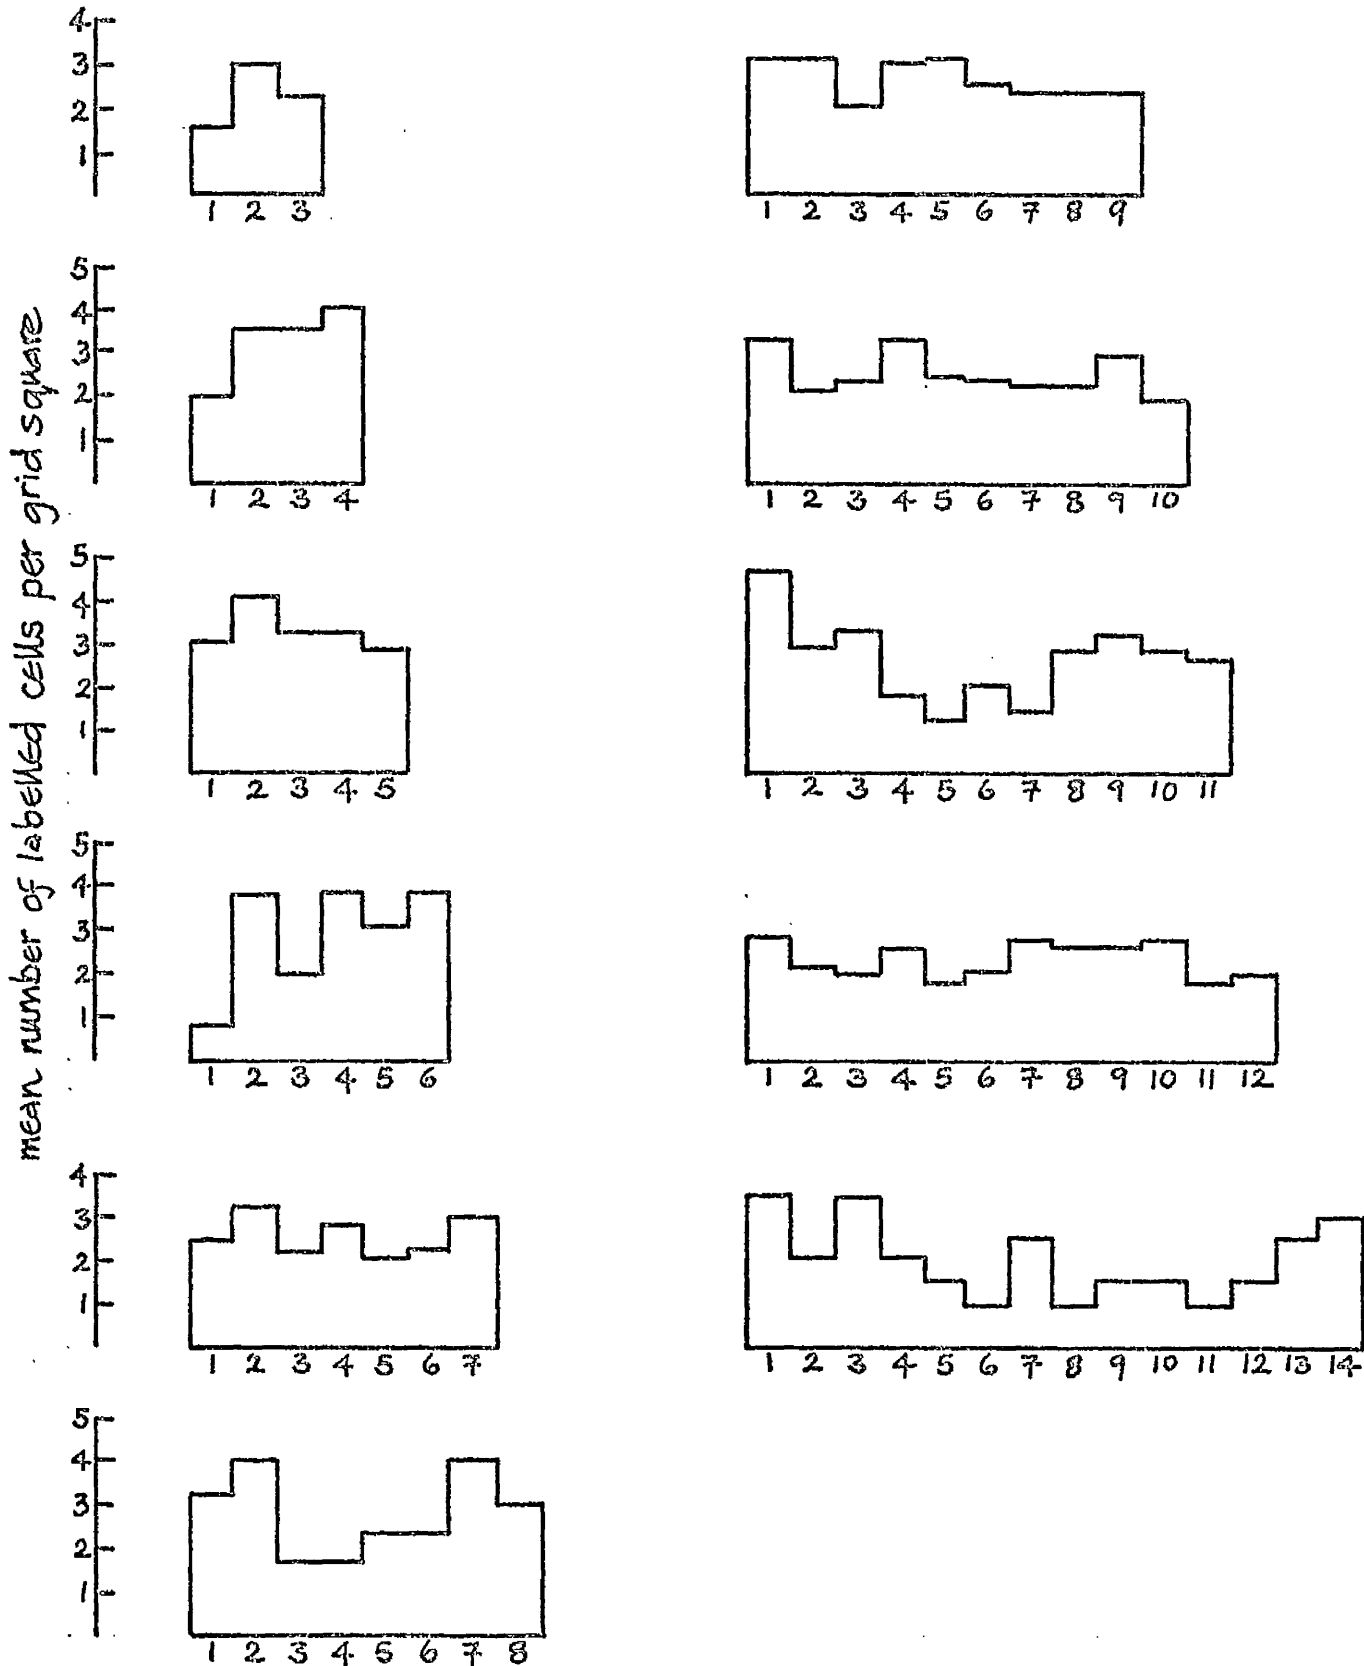 mean number of labelled cells per grid square
4
3
2
1
1 2 3
1 2 3 4 5 6 7 8 9
5
4
3
2
1
1 2 3 4
1 2 3 4 5 6 7 8 9 10
5
4
3
2
1
1 2 3 4 5
1 2 3 4 5 6 7 8 9 10 11
5
4
3
2
1
1 2 3 4 5 6
1 2 3 4 5 6 7 8 9 10 11 12
4
3
2
1
1 2 3 4 5 6 7
1 2 3 4 5 6 7 8 9 10 11 12 13 14
5
4
3
2
1
1 2 3 4 5 6 7 8